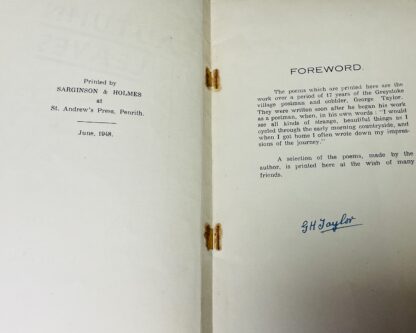 Printed by
SARGINSON & HOLMES
at
St. Andrew's Press, Penrith.
June, 1948.
FOREWORD.
The poems which are printed here are the
work over a period of 17 years of the Greystoke
village postman and cobbler, George Taylor.
They were written soon after he began his work
as a postman, when, in his own words: "I would
see all kinds of strange, beautiful things as I
cycled through the early morning countryside, and
when I got home I often wrote down my impres-
sions of the journey."
A selection of the poems, made by the
author, is printed here at the wish of many
friends.
GH Taylor